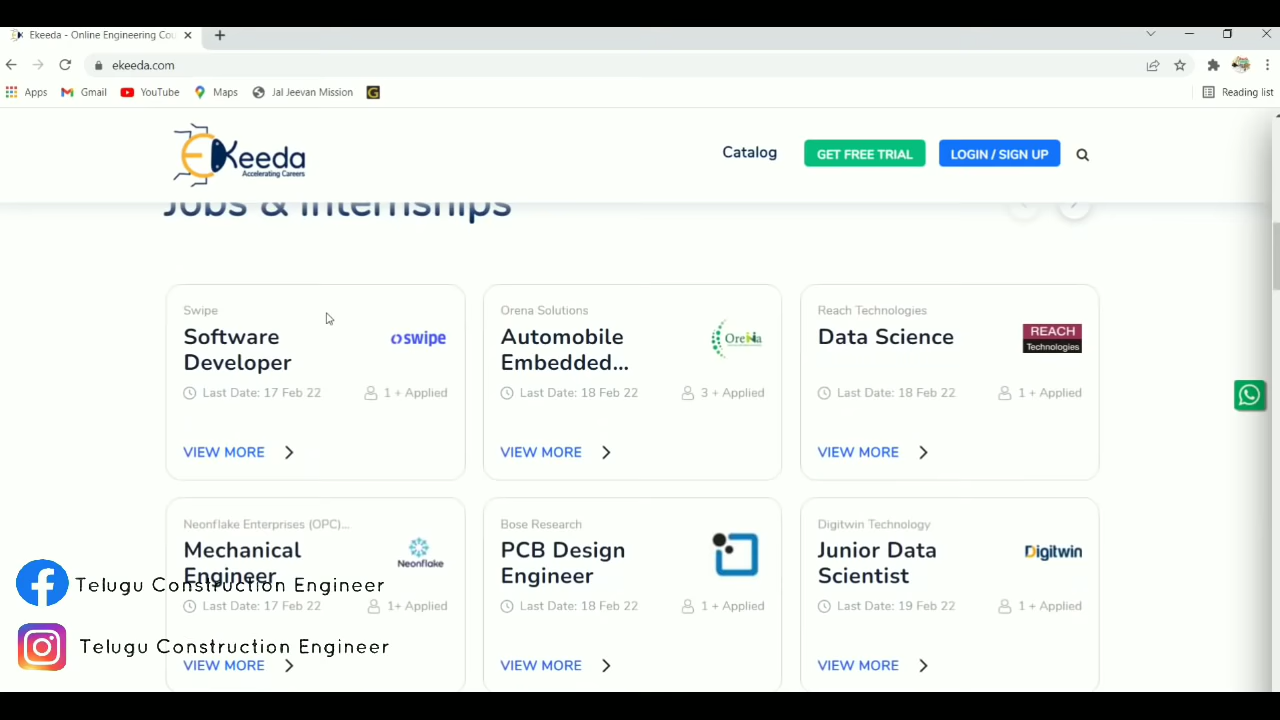 Ekeeda - Online Engineering Cou
ekeeda.com
Apps Gmail YouTube Maps Jal Jeevan Mission G Reading list
EKeeda
Accelerating Careers
Catalog GET FREE TRIAL LOGIN / SIGN UP
Jobs & Internships
Swipe
Software
Developer
swipe
Last Date: 17 Feb 22 1 + Applied
VIEW MORE
Orena Solutions
Automobile
Embedded...
OreNa
Last Date: 18 Feb 22 3 + Applied
VIEW MORE
Reach Technologies
Data Science
REACH
Technologies
Last Date: 18 Feb 22 1 + Applied
VIEW MORE
Neonflake Enterprises (OPC)...
Mechanical
Engineer
Neonflake
Last Date: 17 Feb 22 1+ Applied
VIEW MORE
Bose Research
PCB Design
Engineer
Last Date: 18 Feb 22 1 + Applied
VIEW MORE
Digitwin Technology
Junior Data
Scientist
Digitwin
Last Date: 19 Feb 22 1 + Applied
VIEW MORE
Telugu Construction Engineer
Telugu Construction Engineer